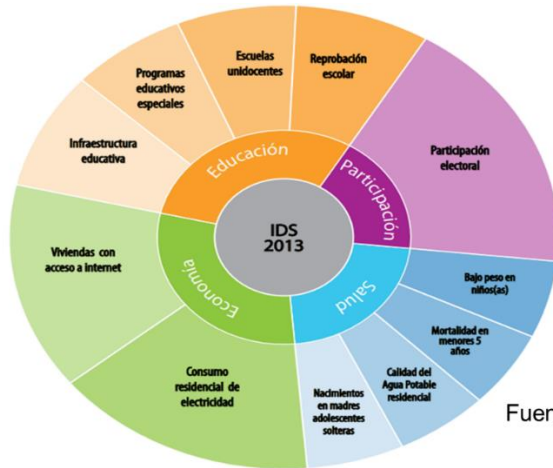 IDS
2013
Educación
Participación
Salud
Economía
Infraestructura
educativa
Programas
educativos
especiales
Escuelas
unidocentes
Reprobación
escolar
Participación
electoral
Bajo peso en
niños(as)
Mortalidad en
menores 5
años
Calidad del
Agua Potable
residencial
Nacimientos
en madres
adolescentes
solteras
Consumo
residencial de
electricidad
Viviendas con
acceso a internet